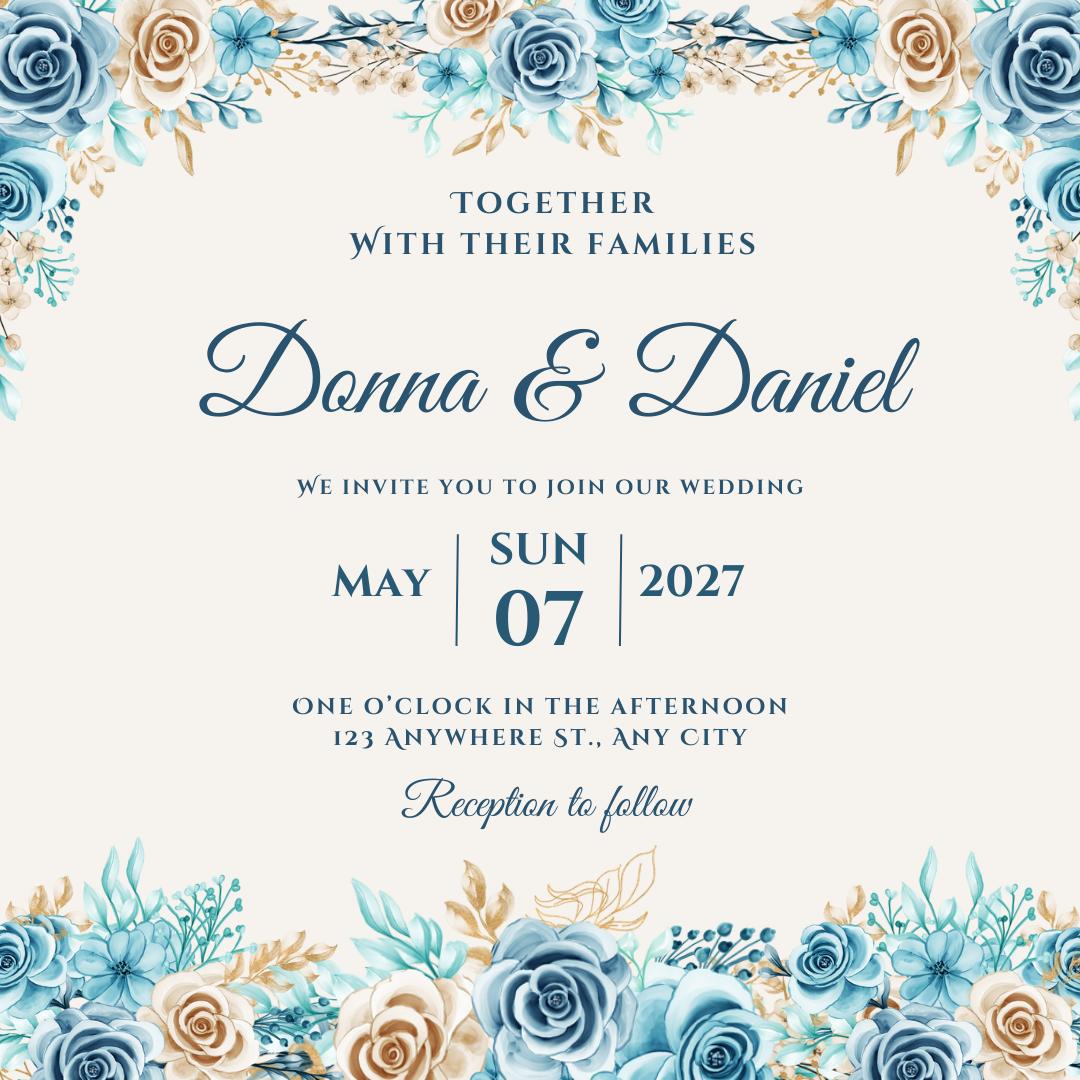 Together
With their families
Donna & Daniel
We invite you to join our wedding
May
SUN
07
2027
One o'clock in the afternoon
123 Anywhere St., Any City
Reception to follow